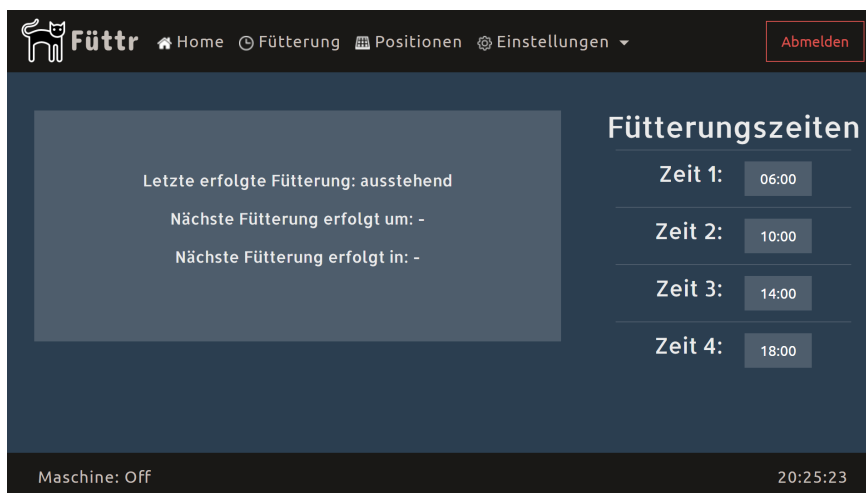 Füttr Home Fütterung Positionen Einstellungen Abmelden
Letzte erfolgte Fütterung: ausstehend
Nächste Fütterung erfolgt um: -
Nächste Fütterung erfolgt in: -
Fütterungszeiten
Zeit 1: 06:00
Zeit 2: 10:00
Zeit 3: 14:00
Zeit 4: 18:00
Maschine: Off 20:25:23